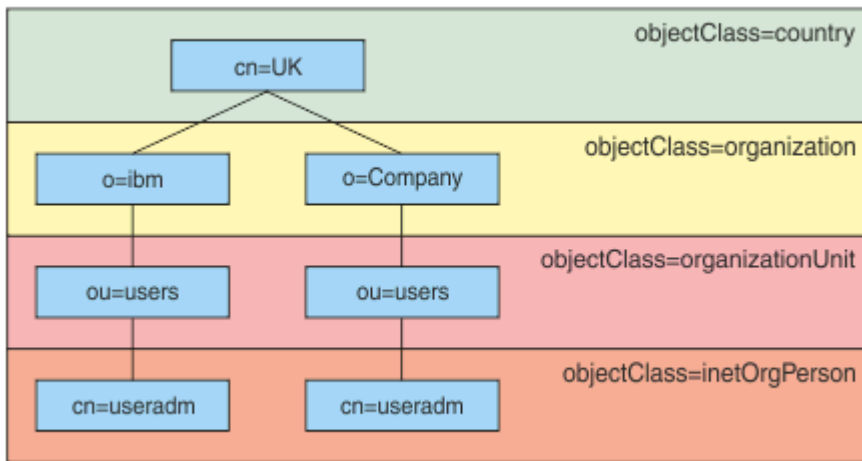 objectClass=country
cn=UK
objectClass=organization
o=ibm
o=Company
objectClass=organizationUnit
ou=users
ou=users
objectClass=inetOrgPerson
cn=useradm
cn=useradm